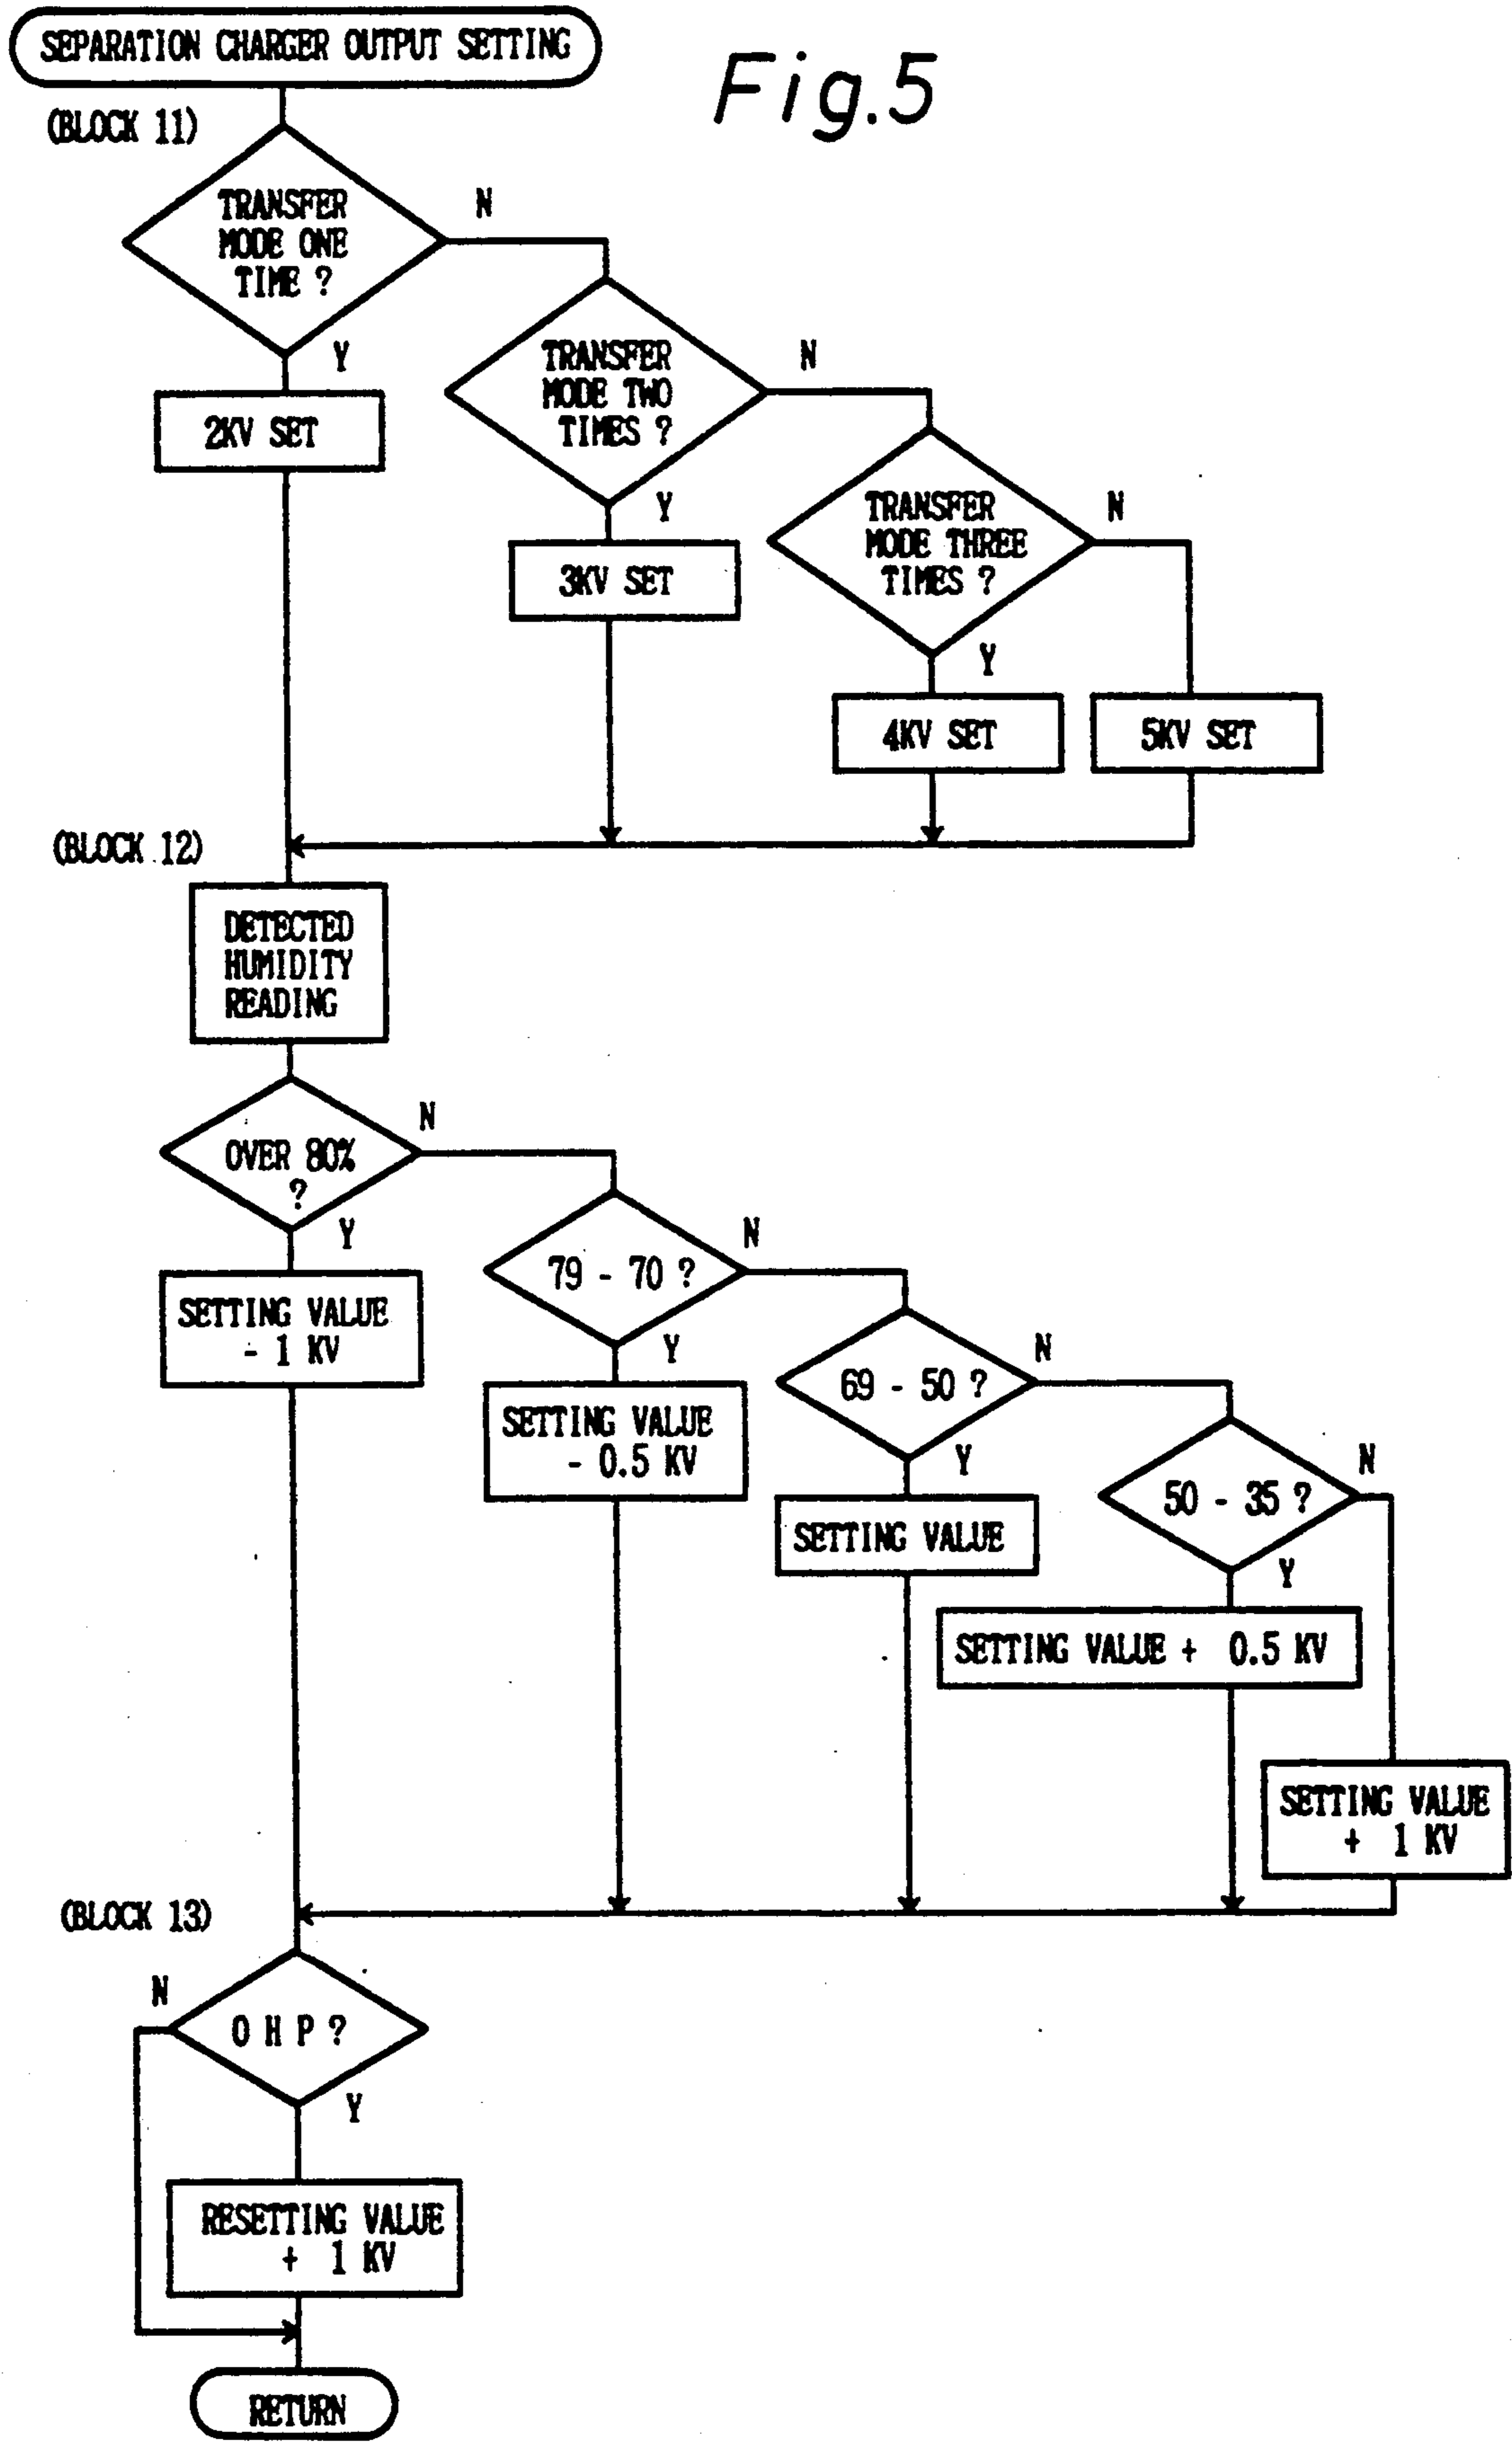 SEPARATION CHARGER OUTPUT SETTING
Fig.5
(BLOCK 11)
TRANSFER
MODE ONE
TIME ?
N
Y
2KV SET
TRANSFER
MODE TWO
TIMES ?
N
Y
3KV SET
TRANSFER
MODE THREE
TIMES ?
N
Y
4KV SET
5KV SET
(BLOCK 12)
DETECTED
HUMIDITY
READING
OVER 80%
?
N
Y
SETTING VALUE
- 1 KV
79 - 70 ?
N
Y
SETTING VALUE
- 0.5 KV
69 - 50 ?
N
Y
SETTING VALUE
50 - 35 ?
N
Y
SETTING VALUE + 0.5 KV
SETTING VALUE
+ 1 KV
(BLOCK 13)
N
O H P ?
Y
RESETTING VALUE
+ 1 KV
RETURN